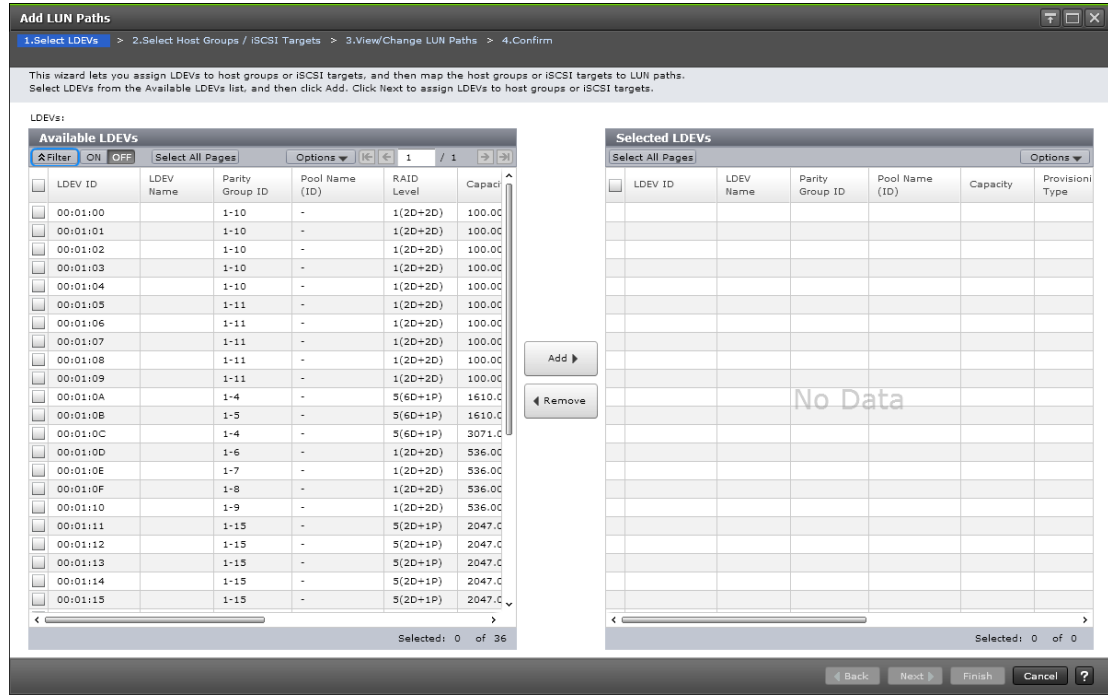 Add LUN Paths
1.Select LDEVs > 2.Select Host Groups / iSCSI Targets > 3.View/Change LUN Paths > 4.Confirm
This wizard lets you assign LDEVs to host groups or iSCSI targets, and then map the host groups or iSCSI targets to LUN paths.
Select LDEVs from the Available LDEVs list, and then click Add. Click Next to assign LDEVs to host groups or iSCSI targets.
LDEVs:
Available LDEVs
Filter ON OFF Select All Pages Options 1 / 1
LDEV ID LDEV Name Parity Group ID Pool Name (ID) RAID Level Capaci
00:01:00 1-10 - 1(2D+2D) 100.00
00:01:01 1-10 - 1(2D+2D) 100.00
00:01:02 1-10 - 1(2D+2D) 100.00
00:01:03 1-10 - 1(2D+2D) 100.00
00:01:04 1-10 - 1(2D+2D) 100.00
00:01:05 1-11 - 1(2D+2D) 100.00
00:01:06 1-11 - 1(2D+2D) 100.00
00:01:07 1-11 - 1(2D+2D) 100.00
00:01:08 1-11 - 1(2D+2D) 100.00
00:01:09 1-11 - 1(2D+2D) 100.00
00:01:0A 1-4 - 5(6D+1P) 1610.0
00:01:0B 1-5 - 5(6D+1P) 1610.0
00:01:0C 1-4 - 5(6D+1P) 3071.0
00:01:0D 1-6 - 1(2D+2D) 536.00
00:01:0E 1-7 - 1(2D+2D) 536.00
00:01:0F 1-8 - 1(2D+2D) 536.00
00:01:10 1-9 - 1(2D+2D) 536.00
00:01:11 1-15 - 5(2D+1P) 2047.0
00:01:12 1-15 - 5(2D+1P) 2047.0
00:01:13 1-15 - 5(2D+1P) 2047.0
00:01:14 1-15 - 5(2D+1P) 2047.0
00:01:15 1-15 - 5(2D+1P) 2047.0
Selected: 0 of 36
Add
Remove
Selected LDEVs
Select All Pages Options
LDEV ID LDEV Name Parity Group ID Pool Name (ID) Capacity Provisioni Type
No Data
Selected: 0 of 0
Back Next Finish Cancel ?